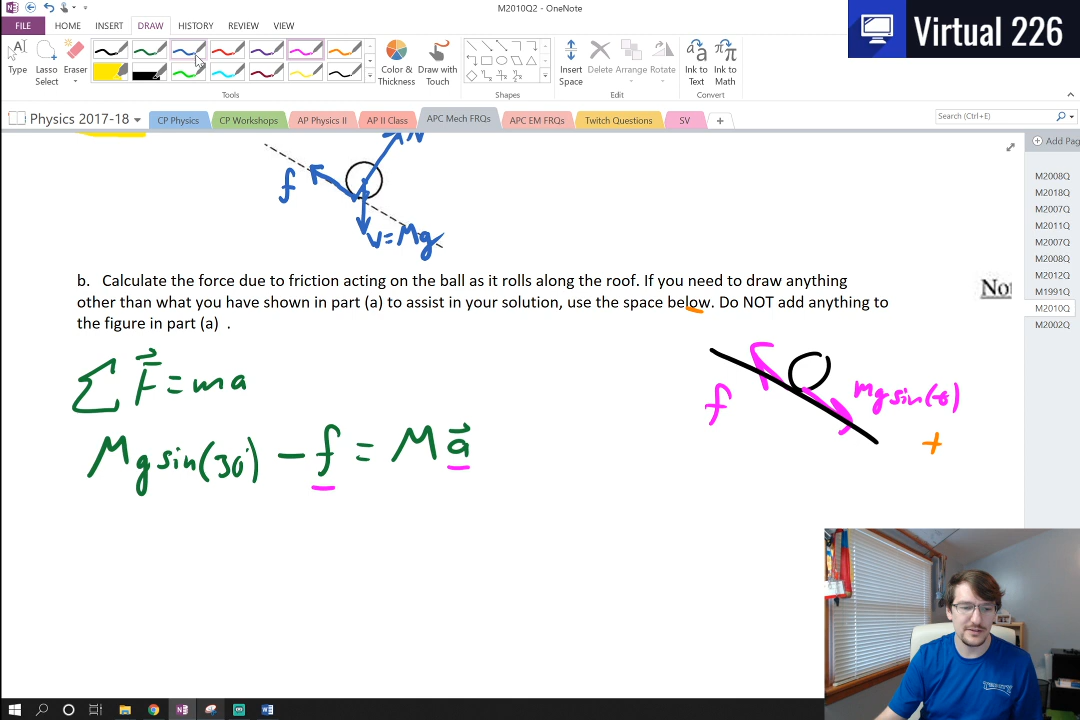 M2010Q2 - OneNote
FILE HOME INSERT DRAW HISTORY REVIEW VIEW
Virtual 226
Type
Lasso Select
Eraser
Color & Thickness
Draw with Touch
Insert Space
Delete
Arrange
Rotate
Ink to Text
Ink to Math
Tools
Shapes
Edit
Convert
Physics 2017-18
CP Physics
CP Workshops
AP Physics II
AP II Class
APC Mech FRQs
APC EM FRQs
Twitch Questions
SV
+
Search (Ctrl+E)
Add Pag
M2008Q
M2018Q
M2007Q
M2011Q
M2007Q
M2008Q
M2012Q
M1991Q
M2010Q
M2002Q
N
f
=Mg
b. Calculate the force due to friction acting on the ball as it rolls along the roof. If you need to draw anything
other than what you have shown in part (a) to assist in your solution, use the space below. Do NOT add anything to
the figure in part (a) .
Not
∑ F⃗ = ma
Mg sin(30°) - f = M a⃗
f
Mg sin(θ)
+